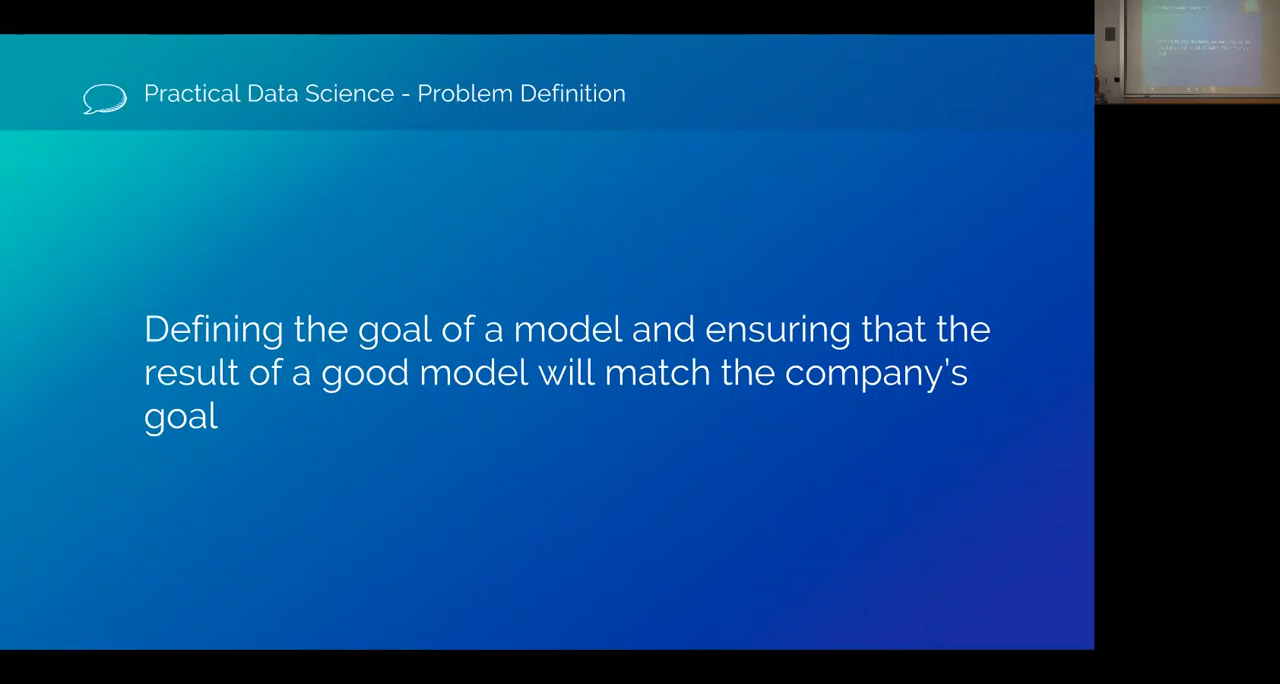 Practical Data Science - Problem Definition
Defining the goal of a model and ensuring that the
result of a good model will match the company’s
goal